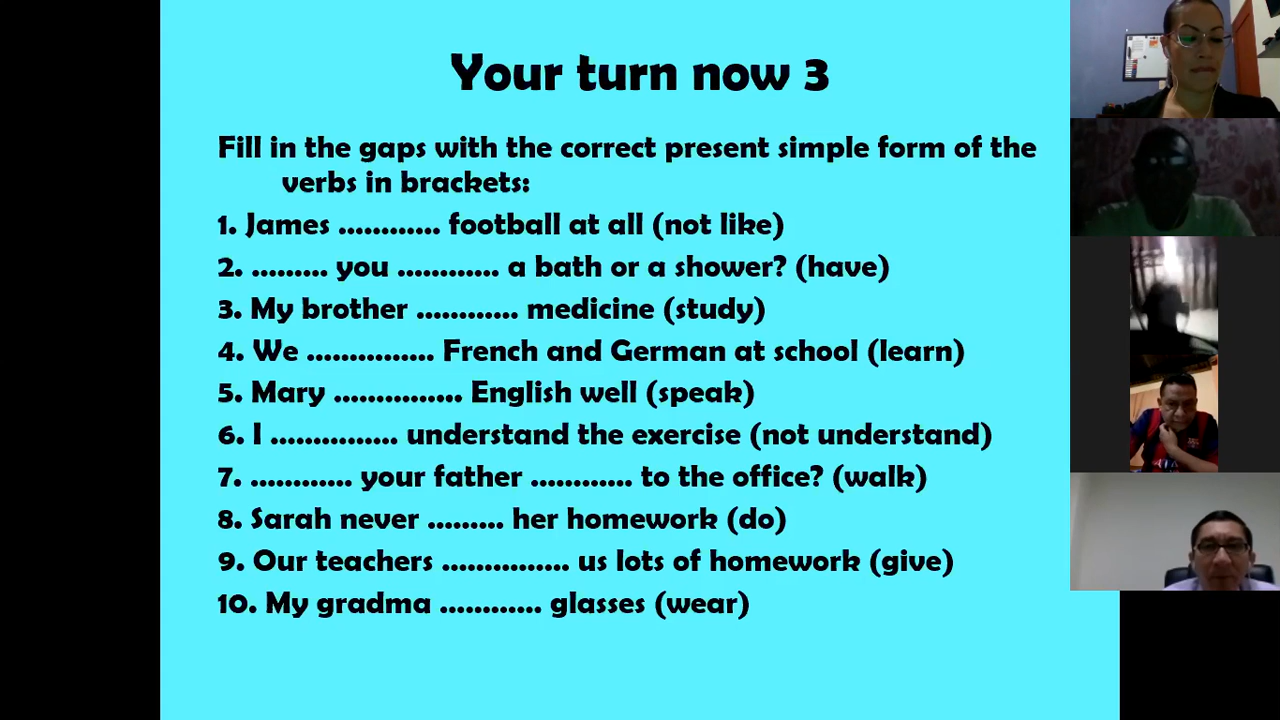 Your turn now 3
Fill in the gaps with the correct present simple form of the
verbs in brackets:
1. James ............ football at all (not like)
2. ......... you ............ a bath or a shower? (have)
3. My brother ............ medicine (study)
4. We ............... French and German at school (learn)
5. Mary ............... English well (speak)
6. I ............... understand the exercise (not understand)
7. ............ your father ............ to the office? (walk)
8. Sarah never ......... her homework (do)
9. Our teachers ............... us lots of homework (give)
10. My gradma ............ glasses (wear)